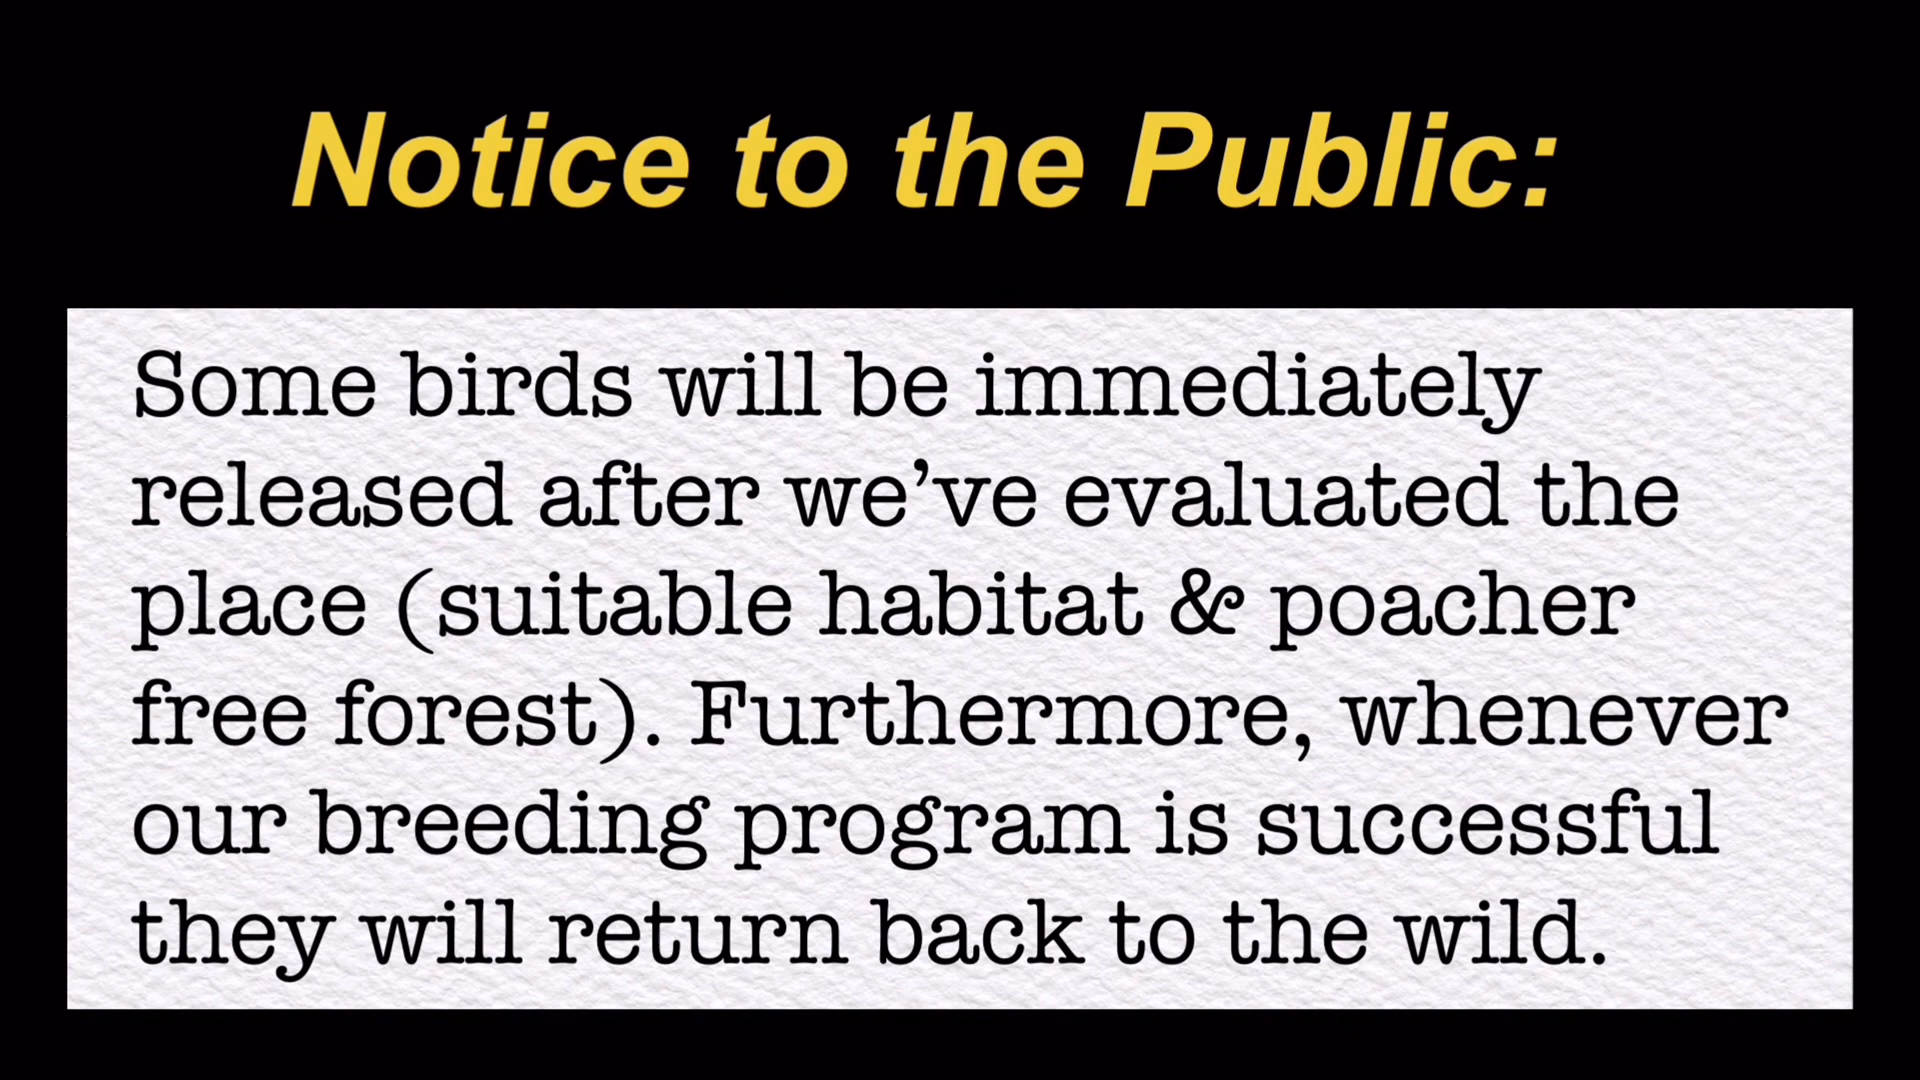 Notice to the Public:
Some birds will be immediately
released after we’ve evaluated the
place (suitable habitat & poacher
free forest). Furthermore, whenever
our breeding program is successful
they will return back to the wild.